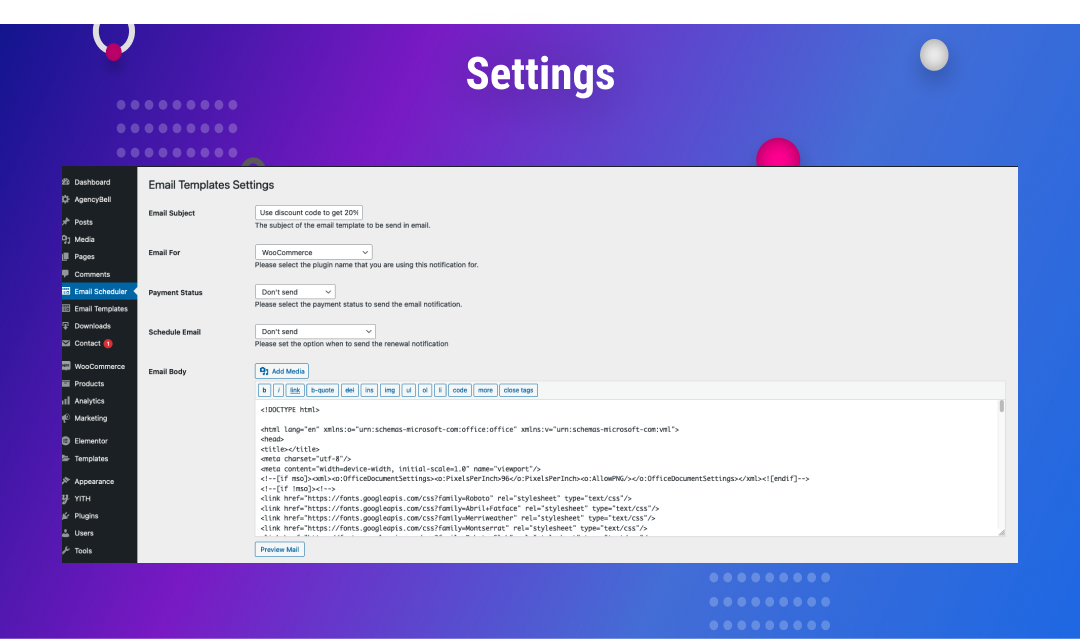 Settings
Dashboard
AgencyBell
Posts
Media
Pages
Comments
Email Scheduler
Email Templates
Downloads
Contact 1
WooCommerce
Products
Analytics
Marketing
Elementor
Templates
Appearance
YITH
Plugins
Users
Tools
Email Templates Settings
Email Subject
Use discount code to get 20%
The subject of the email template to be send in email.
Email For
WooCommerce
Please select the plugin name that you are using this notification for.
Payment Status
Don't send
Please select the payment status to send the email notification.
Schedule Email
Don't send
Please set the option when to send the renewal notification
Email Body
Add Media
b i link b-quote del ins img ul ol li code more close tags
<!DOCTYPE html>
<html lang="en" xmlns:o="urn:schemas-microsoft-com:office:office" xmlns:v="urn:schemas-microsoft-com:vml">
<head>
<title></title>
<meta charset="utf-8"/>
<meta content="width=device-width, initial-scale=1.0" name="viewport"/>
<!--[if mso]><xml><o:OfficeDocumentSettings><o:PixelsPerInch>96</o:PixelsPerInch><o:AllowPNG/></o:OfficeDocumentSettings></xml><![endif]-->
<!--[if !mso]><!-->
<link href="https://fonts.googleapis.com/css?family=Roboto" rel="stylesheet" type="text/css"/>
<link href="https://fonts.googleapis.com/css?family=Abril+Fatface" rel="stylesheet" type="text/css"/>
<link href="https://fonts.googleapis.com/css?family=Merriweather" rel="stylesheet" type="text/css"/>
<link href="https://fonts.googleapis.com/css?family=Montserrat" rel="stylesheet" type="text/css"/>
Preview Mail